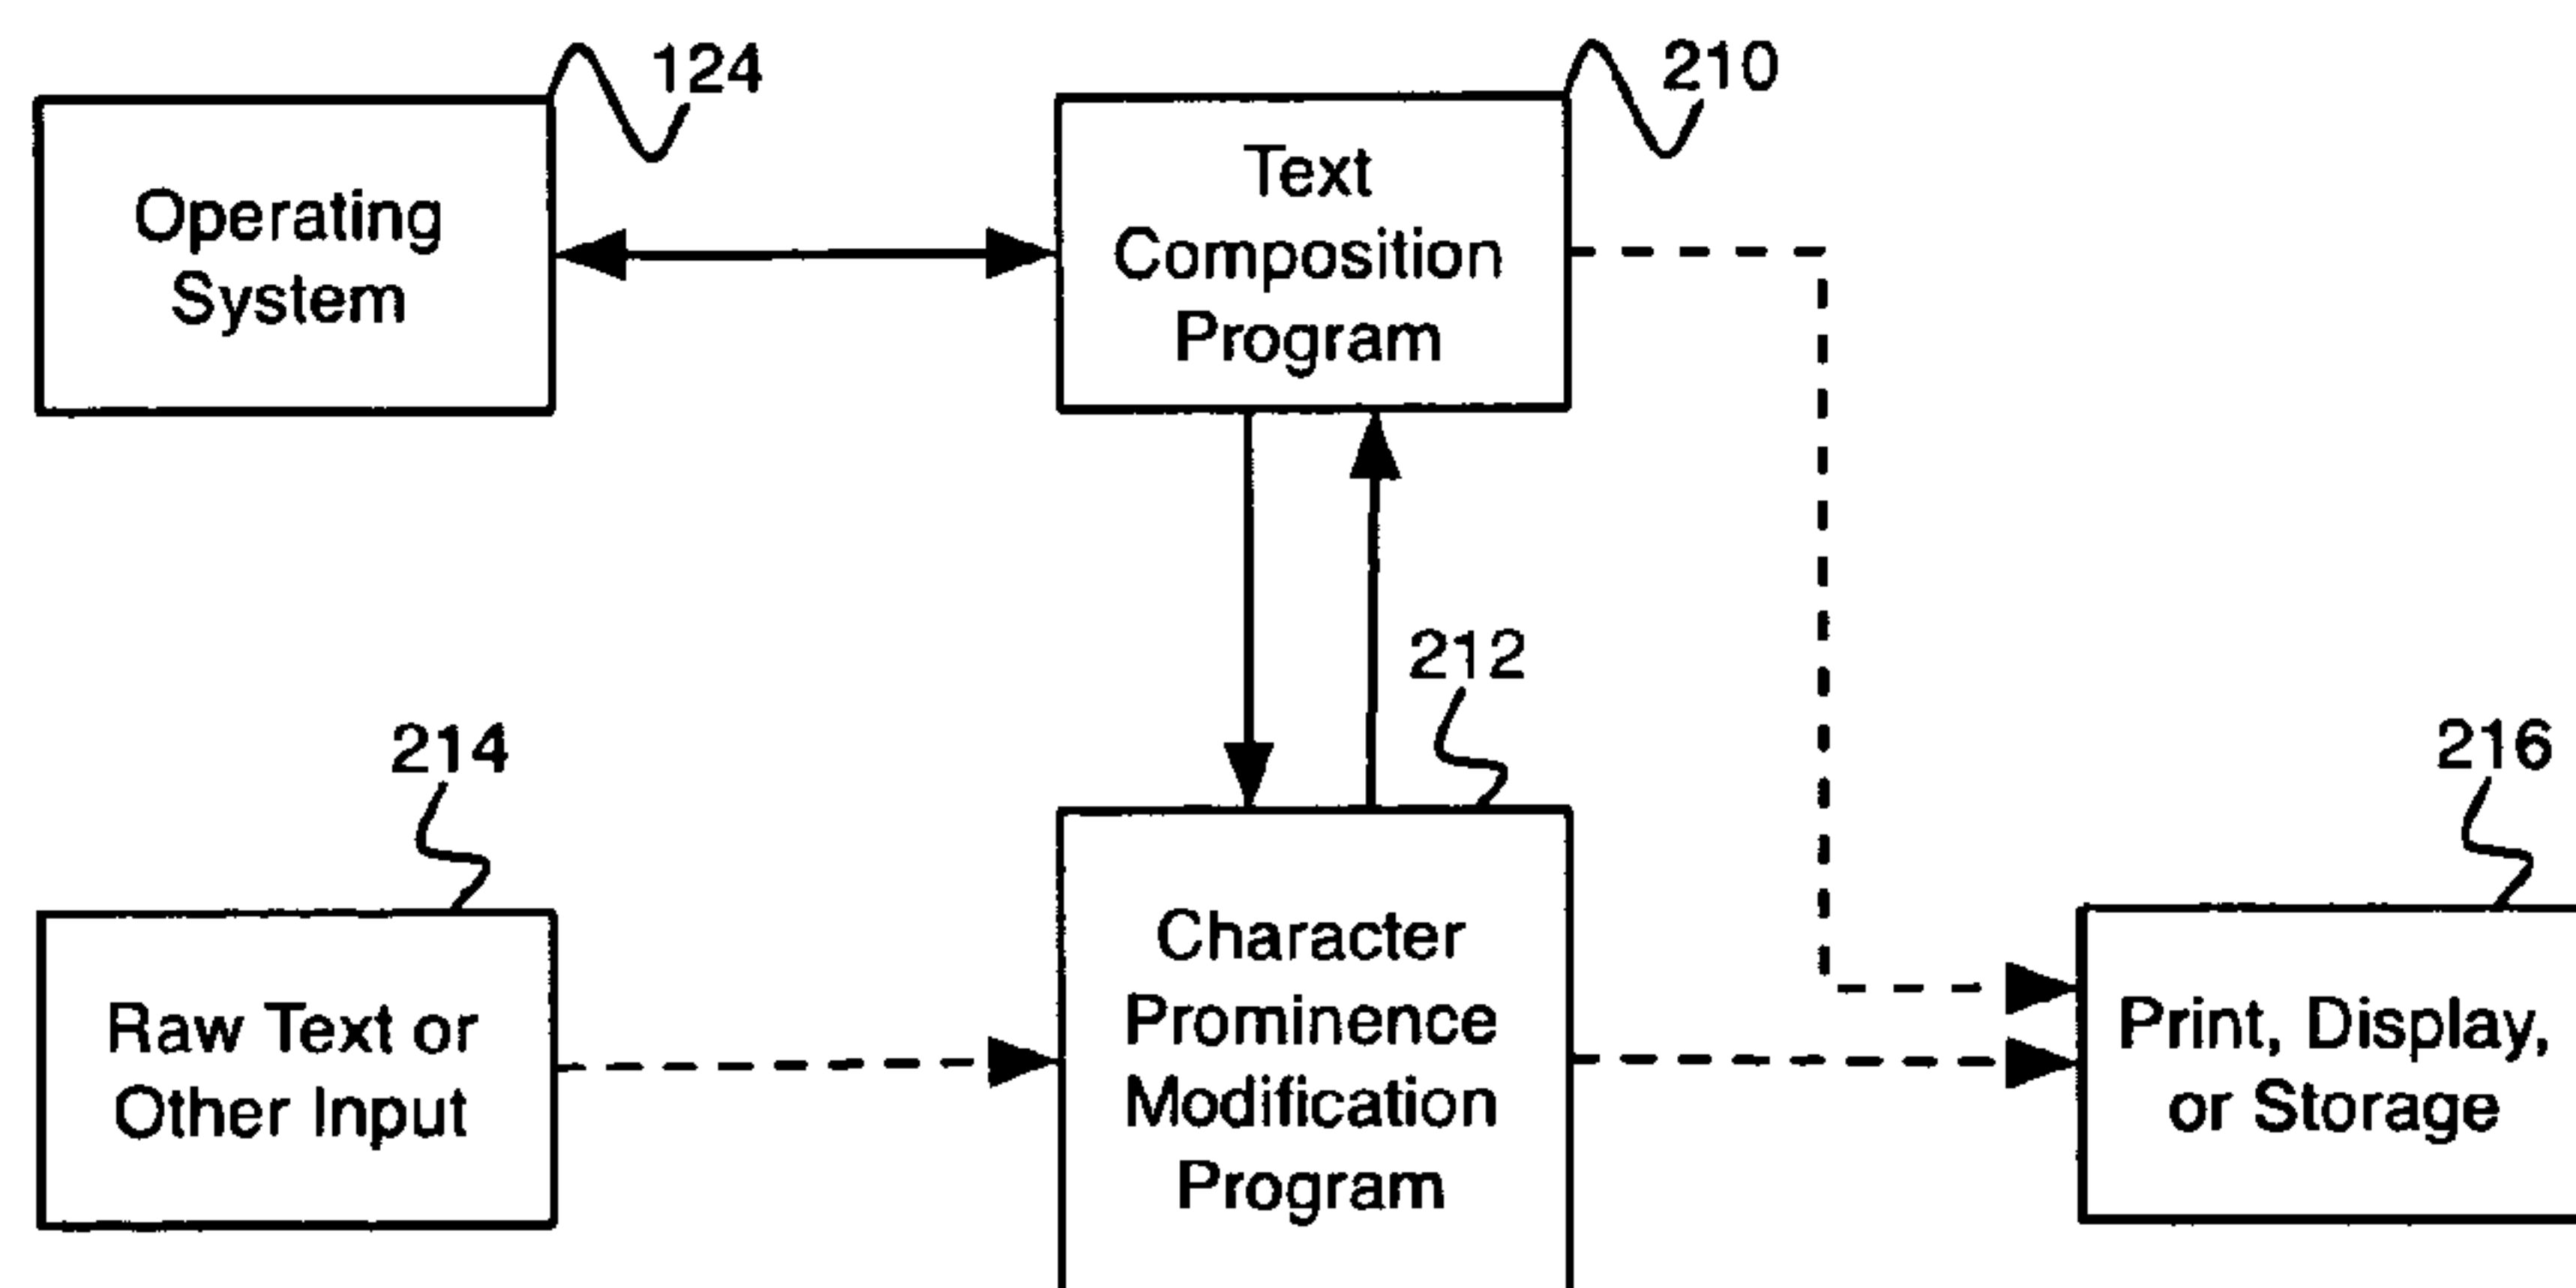 124
Operating
System
210
Text
Composition
Program
212
214
Raw Text or
Other Input
Character
Prominence
Modification
Program
216
Print, Display,
or Storage